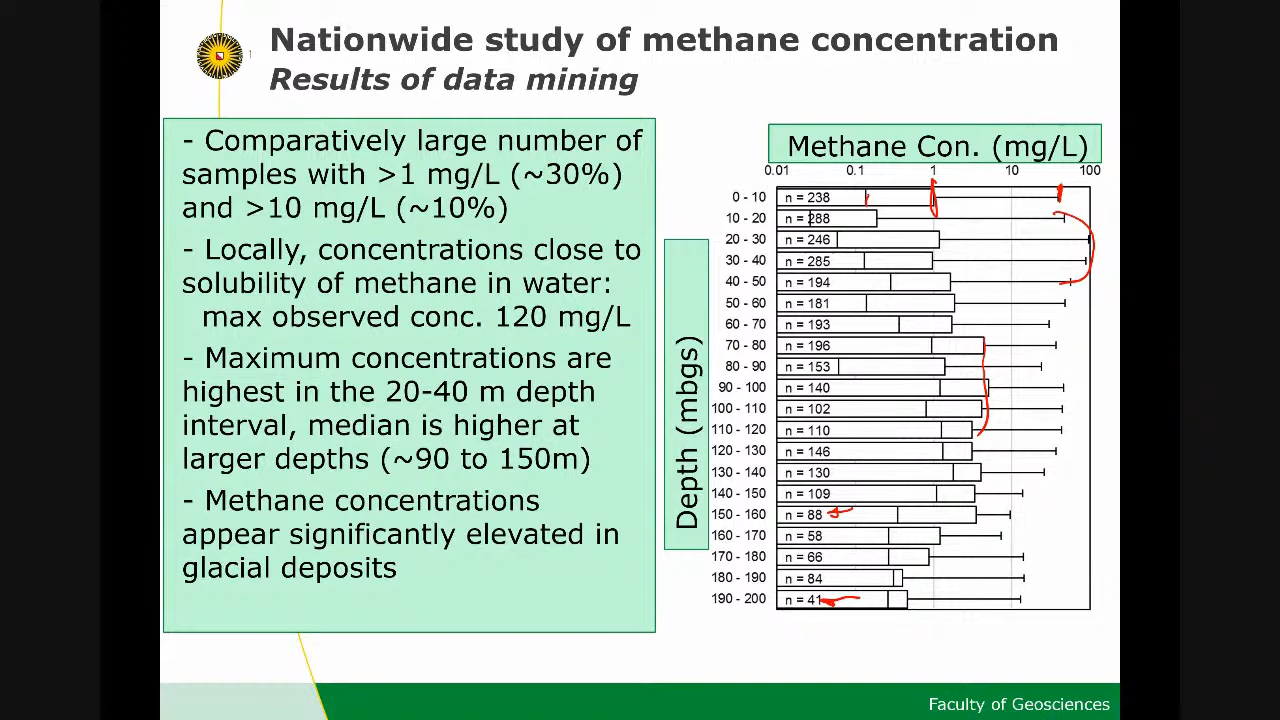 Nationwide study of methane concentration
Results of data mining
- Comparatively large number of
samples with >1 mg/L (~30%)
and >10 mg/L (~10%)
- Locally, concentrations close to
solubility of methane in water:
max observed conc. 120 mg/L
- Maximum concentrations are
highest in the 20-40 m depth
interval, median is higher at
larger depths (~90 to 150m)
- Methane concentrations
appear significantly elevated in
glacial deposits
Methane Con. (mg/L)
0.01 0.1 1 10 100
Depth (mbgs)
0 - 10 n = 238
10 - 20 n = 288
20 - 30 n = 246
30 - 40 n = 285
40 - 50 n = 194
50 - 60 n = 181
60 - 70 n = 193
70 - 80 n = 196
80 - 90 n = 153
90 - 100 n = 140
100 - 110 n = 102
110 - 120 n = 110
120 - 130 n = 146
130 - 140 n = 130
140 - 150 n = 109
150 - 160 n = 88
160 - 170 n = 58
170 - 180 n = 66
180 - 190 n = 84
190 - 200 n = 41
Faculty of Geosciences